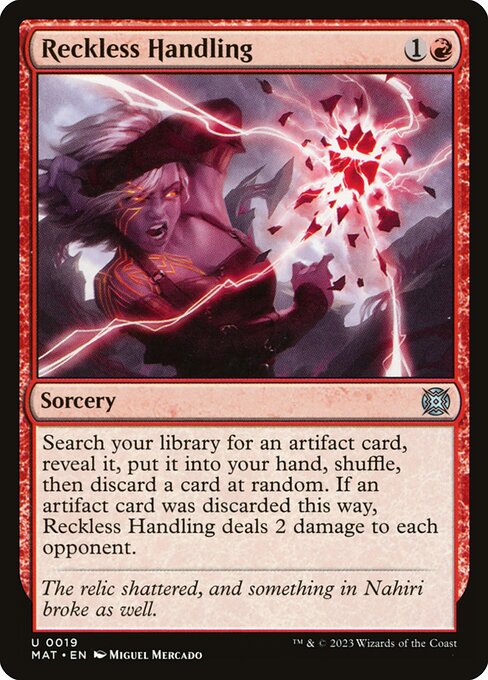 Reckless Handling 1
Sorcery
Search your library for an artifact card,
reveal it, put it into your hand, shuffle,
then discard a card at random. If an
artifact card was discarded this way,
Reckless Handling deals 2 damage to each
opponent.
The relic shattered, and something in Nahiri
broke as well.
U 0019
MAT • EN Miguel Mercado
™ & © 2023 Wizards of the Coast